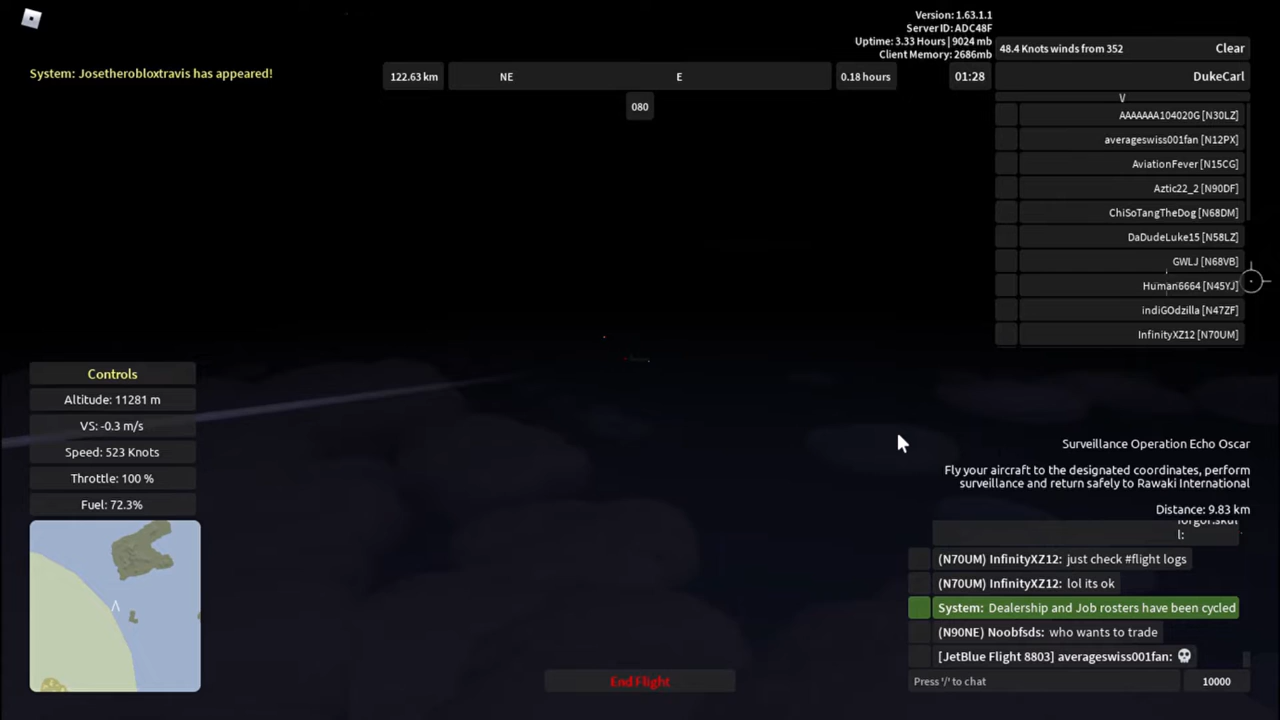 Version: 1.63.1.1
Server ID: ADC48F
Uptime: 3.33 Hours | 9024 mb
Client Memory: 2686mb
48.4 Knots winds from 352
Clear
System: Josetherobloxtravis has appeared!
122.63 km
NE
E
0.18 hours
01:28
DukeCarl
080
V
AAAAAAA104020G [N30LZ]
averageswiss001fan [N12PX]
AviationFever [N15CG]
Aztic22_2 [N90DF]
ChiSoTangTheDog [N68DM]
DaDudeLuke15 [N58LZ]
GWLJ [N68VB]
Human6664 [N45YJ]
indiGOdzilla [N47ZF]
InfinityXZ12 [N70UM]
Controls
Altitude: 11281 m
VS: -0.3 m/s
Speed: 523 Knots
Throttle: 100 %
Fuel: 72.3%
Surveillance Operation Echo Oscar
Fly your aircraft to the designated coordinates, perform
surveillance and return safely to Rawaki International
Distance: 9.83 km
l:
(N70UM) InfinityXZ12: just check #flight logs
(N70UM) InfinityXZ12: lol its ok
System: Dealership and Job rosters have been cycled
(N90NE) Noobfsds: who wants to trade
[JetBlue Flight 8803] averageswiss001fan: 💀
Press '/' to chat
10000
End Flight